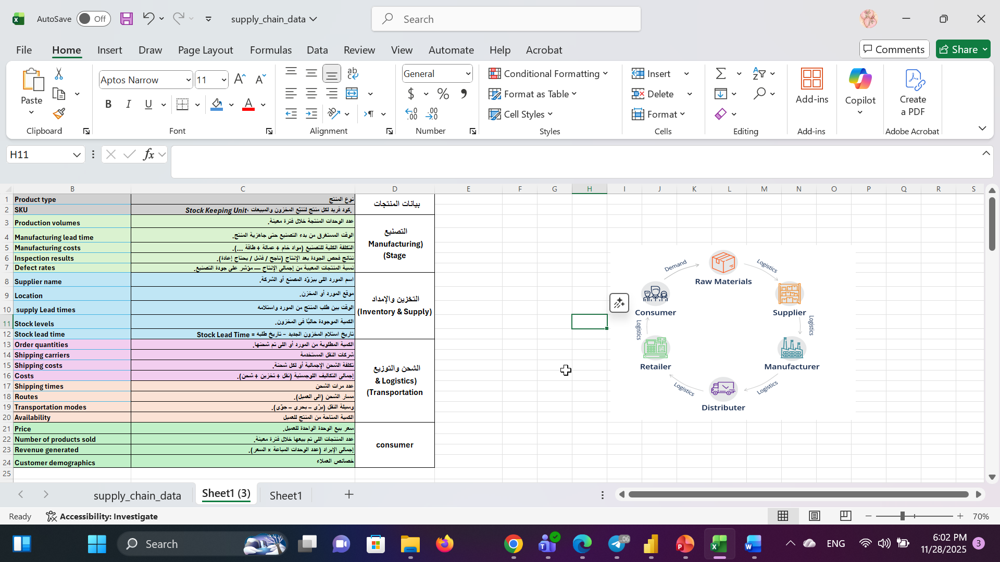 AutoSave Off supply_chain_data Search
File Home Insert Draw Page Layout Formulas Data Review View Automate Help Acrobat Comments Share
Paste
Clipboard
Aptos Narrow 11
B I U A
Font
ab
Alignment
General
$ % 9
Number
Conditional Formatting
Format as Table
Cell Styles
Styles
Insert
Delete
Format
Cells
Editing
Add-ins
Add-ins
Copilot
Create
a PDF
Adobe Acrobat
H11 fx
B C D E F G H I J K L M N O P Q R S
1 Product type نوع المنتج
بيانات المنتجات
2 SKU Stock Keeping Unit، كود فريد لكل منتج لتتبّع المخزون والمبيعات.
3 Production volumes عدد الوحدات المنتجة خلال فترة معينة.
4 Manufacturing lead time الوقت المستغرق من بدء التصنيع حتى جاهزية المنتج.
5 Manufacturing costs التكلفة الكلية للتصنيع (مواد خام + عمالة + طاقة ...).
6 Inspection results نتائج فحص الجودة بعد الإنتاج (ناجح / فشل / يحتاج إعادة).
7 Defect rates نسبة المنتجات المعيبة من إجمالي الإنتاج — مؤشر على جودة التصنيع.
التصنيع
Manufacturing)
(Stage
8 Supplier name اسم المورد اللي بيزوّد المصنع أو الشركة.
9 Location موقع المورد أو المخزن.
10 supply Lead times الوقت بين طلب المنتج من المورد واستلامه
11 Stock levels الكمية الموجودة حاليًا في المخزون.
12 Stock lead time Stock Lead Time = تاريخ استلام المخزون الجديد - تاريخ طلبه
التخزين والإمداد
(Inventory & Supply)
13 Order quantities الكمية المطلوبة من المورد أو اللي تم شحنها.
14 Shipping carriers شركات النقل المستخدمة
15 Shipping costs تكلفة الشحن الإجمالية أو لكل شحنة.
16 Costs إجمالي التكاليف اللوجستية (نقل + تخزين + شحن).
17 Shipping times عدد مرات الشحن
18 Routes مسار الشحن (الى العميل).
19 Transportation modes وسيلة النقل (برّي – بحري – جوّي).
20 Availability الكمية المتاحة من المنتج للعميل
الشحن والتوزيع
& Logistics)
(Transportation
21 Price سعر بيع الوحدة الواحدة للعميل.
22 Number of products sold عدد المنتجات اللي تم بيعها خلال فترة معينة.
23 Revenue generated إجمالي الإيراد (عدد الوحدات المباعة × السعر).
24 Customer demographics خصائص العملاء
consumer
25
Demand
Logistics
Raw Materials
Consumer
Supplier
Logistics
Logistics
Retailer
Manufacturer
Logistics
Logistics
Distributer
supply_chain_data Sheet1 (3) Sheet1
Ready Accessibility: Investigate 70%
Search ..06 ENG 6:02 PM
11/28/2025 3